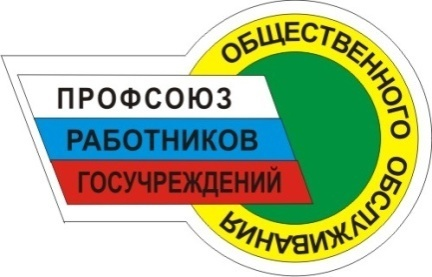 ПРОФСОЮЗ
РАБОТНИКОВ
ГОСУЧРЕЖДЕНИЙ
ОБЩЕСТВЕННОГО ОБСЛУЖИВАНИЯ